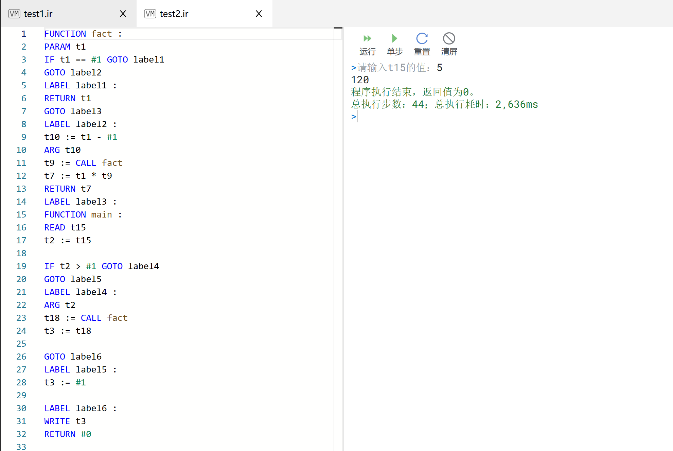 VM test1.ir X VM test2.ir X
1 FUNCTION fact :
2 PARAM t1
3 IF t1 == #1 GOTO label1
4 GOTO label2
5 LABEL label1 :
6 RETURN t1
7 GOTO label3
8 LABEL label2 :
9 t10 := t1 - #1
10 ARG t10
11 t9 := CALL fact
12 t7 := t1 * t9
13 RETURN t7
14 LABEL label3 :
15 FUNCTION main :
16 READ t15
17 t2 := t15
18
19 IF t2 > #1 GOTO label4
20 GOTO label5
21 LABEL label4 :
22 ARG t2
23 t18 := CALL fact
24 t3 := t18
25
26 GOTO label6
27 LABEL label5 :
28 t3 := #1
29
30 LABEL label6 :
31 WRITE t3
32 RETURN #0
33
运行 单步 重置 清屏
>请输入t15的值：5
120
程序执行结束，返回值为0。
总执行步数：44；总执行耗时：2,636ms
>